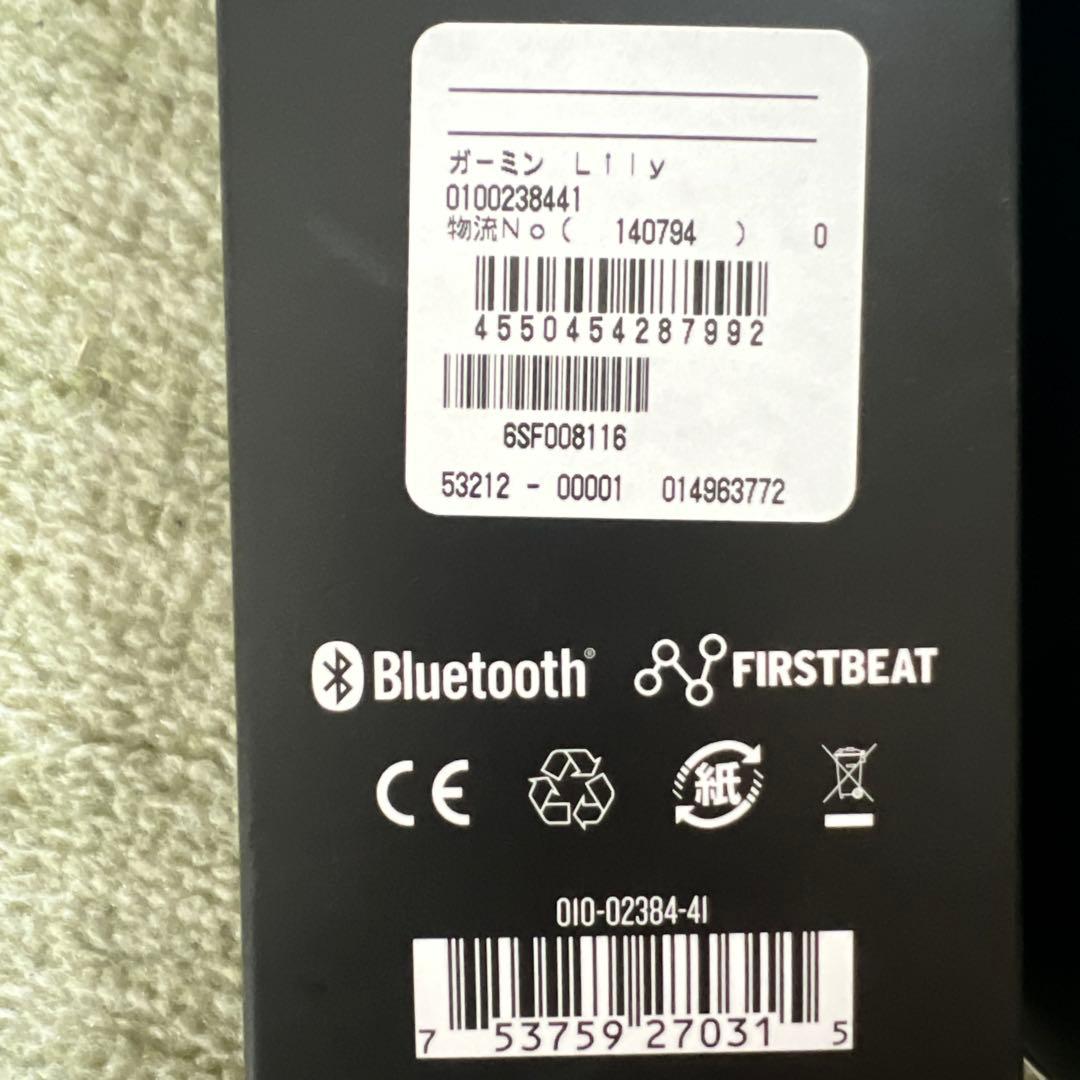 ガーミン Lily
0100238441
物流No( 140794 ) 0
4550454287992
6SF008116
53212 - 00001 014963772
Bluetooth®
FIRSTBEAT
CE
紙
010-02384-41
7 53759 27031 5